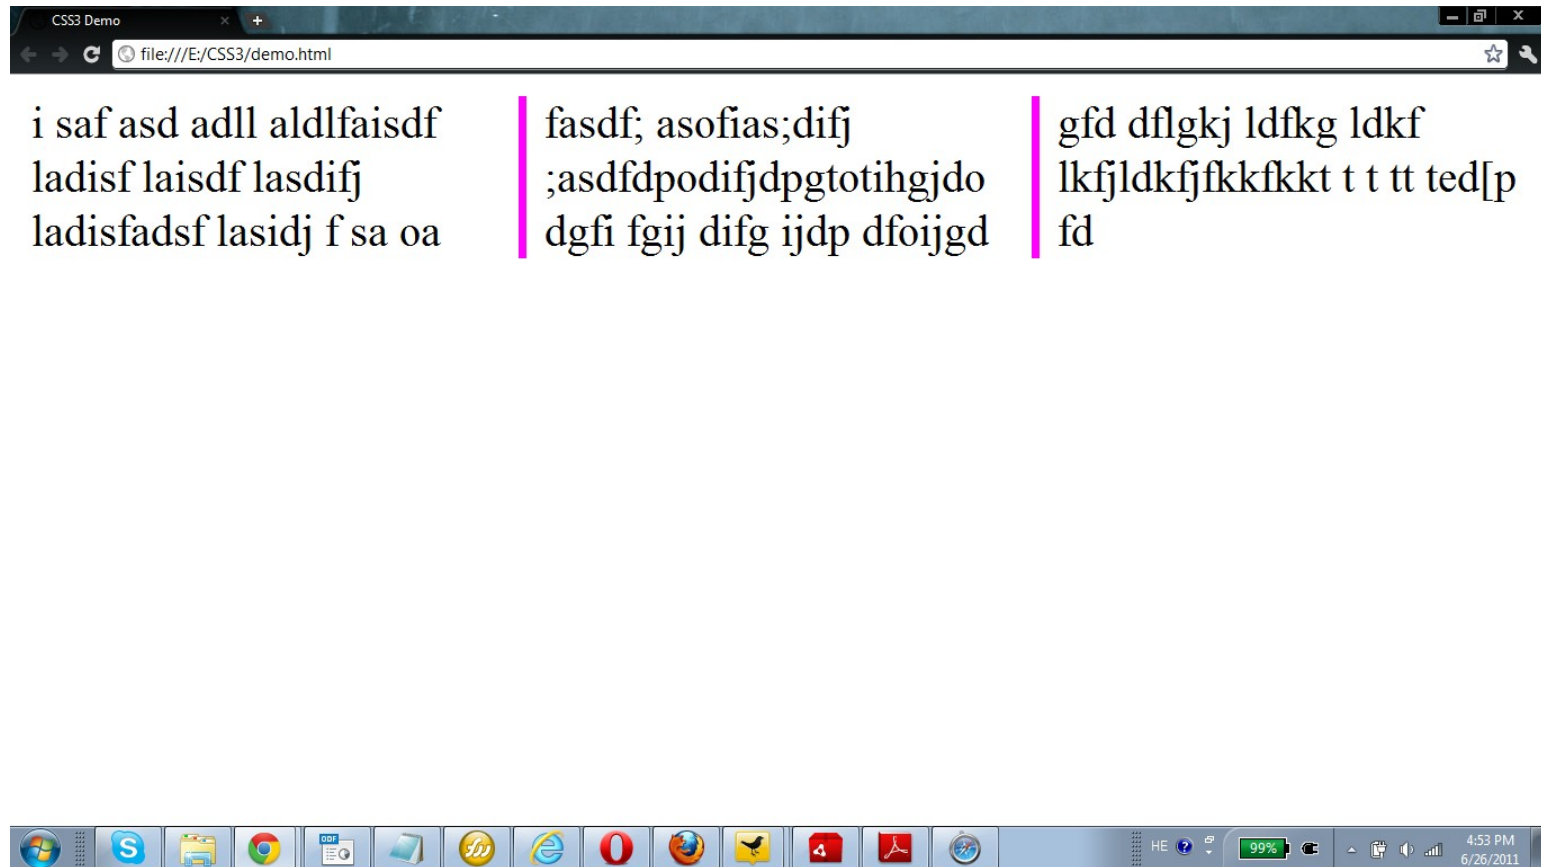 CSS3 Demo
file:///E:/CSS3/demo.html
i saf asd adll aldlfaisdf
ladisf laisdf lasdifj
ladisfadsf lasidj f sa oa
fasdf; asofias;difj
;asdfdpodifjdpgtotihgjdo
dgfi fgij difg ijdp dfoijgd
gfd dflgkj ldfkg ldkf
lkfjldkfjfkkfkkt t t tt ted[p
fd
ODF
HE
99%
4:53 PM
6/26/2011